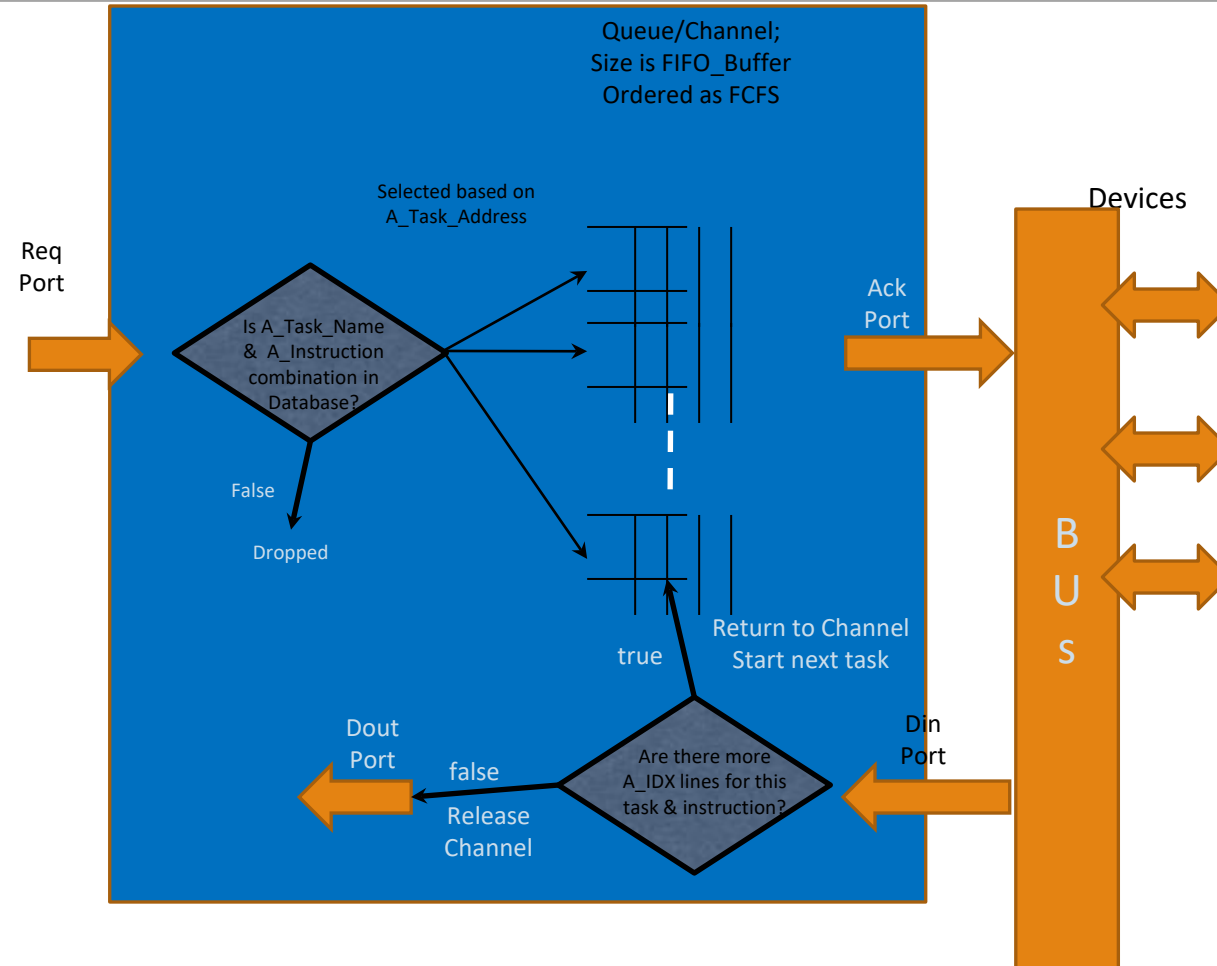 Queue/Channel;
Size is FIFO_Buffer
Ordered as FCFS
Selected based on
A_Task_Address
Devices
Req
Port
Ack
Port
Is A_Task_Name
& A_Instruction
combination in
Database?
False
Dropped
B
U
s
Return to Channel
Start next task
true
Din
Port
Dout
Port
Are there more
A_IDX lines for this
task & instruction?
false
Release
Channel